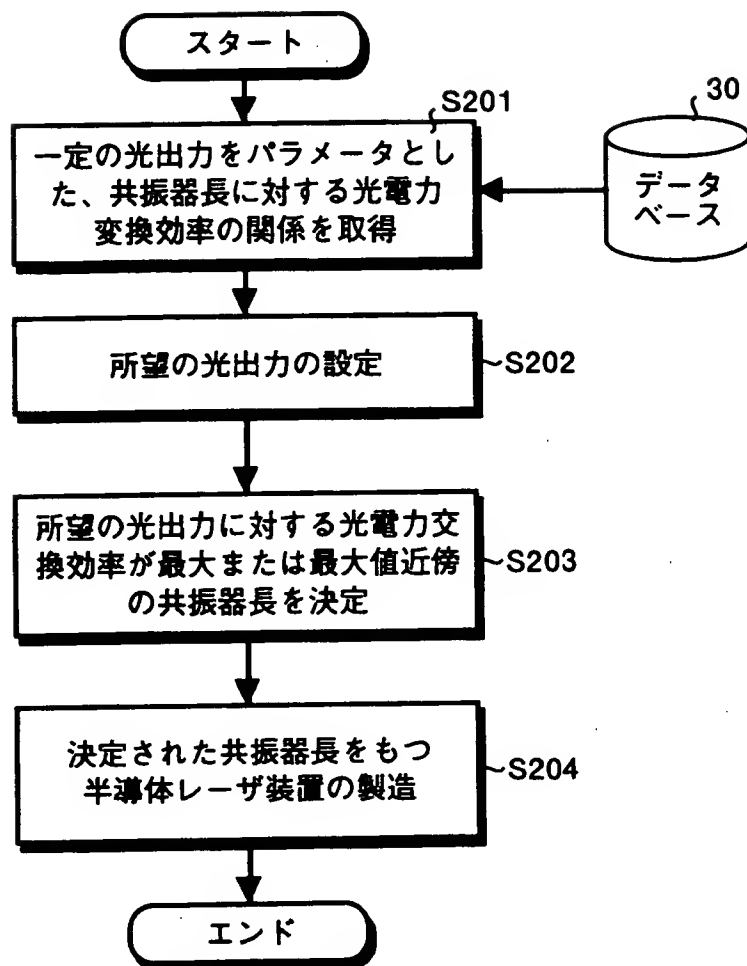 スタート
S201
30
一定の光出力をパラメータとし
た、共振器長に対する光電力
変換効率の関係を取得
データ
ベース
所望の光出力の設定
S202
所望の光出力に対する光電力交
換効率が最大または最大値近傍
の共振器長を決定
S203
決定された共振器長をもつ
半導体レーザ装置の製造
S204
エンド